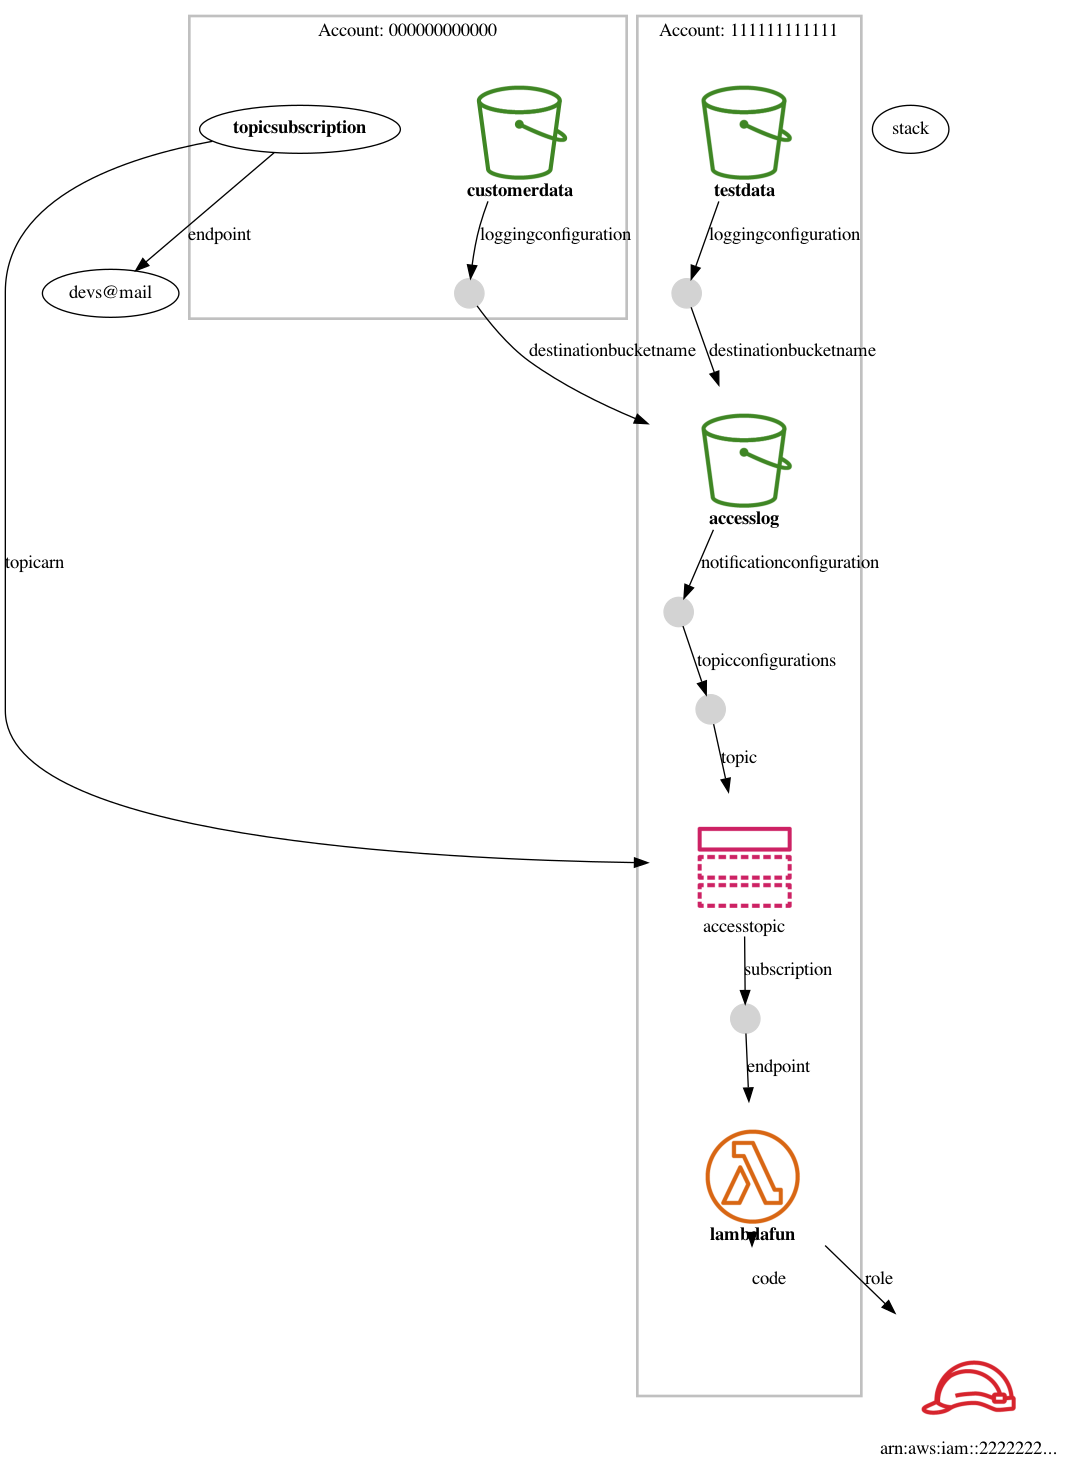 Account: 000000000000
Account: 111111111111
topicsubscription
stack
customerdata
testdata
endpoint
loggingconfiguration
loggingconfiguration
devs@mail
destinationbucketname
destinationbucketname
accesslog
topicarn
notificationconfiguration
topicconfigurations
topic
accesstopic
subscription
endpoint
lambdafun
code
role
arn:aws:iam::2222222...